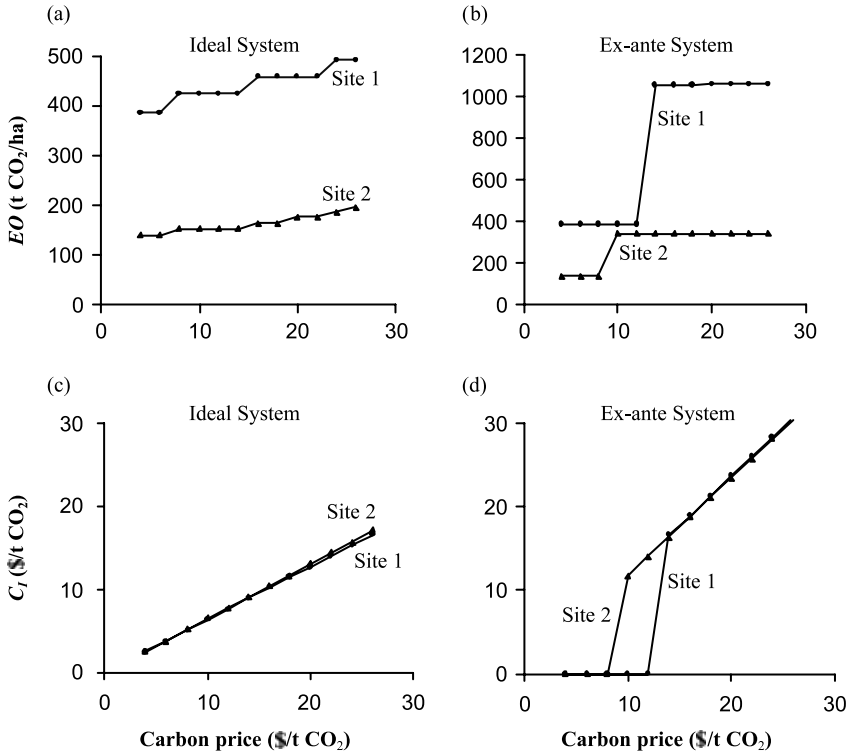 (a)
Ideal System
500
400
300
200
100
0
0
10
20
30
Site 1
Site 2
EO (t CO2/ha)
(b)
Ex-ante System
1200
1000
800
600
400
200
0
0
10
20
30
Site 1
Site 2
(c)
Ideal System
30
20
10
0
0
10
20
30
Site 2
Site 1
CI ($/t CO2)
Carbon price ($/t CO2)
(d)
Ex-ante System
30
20
10
0
0
10
20
30
Site 2
Site 1
Carbon price ($/t CO2)